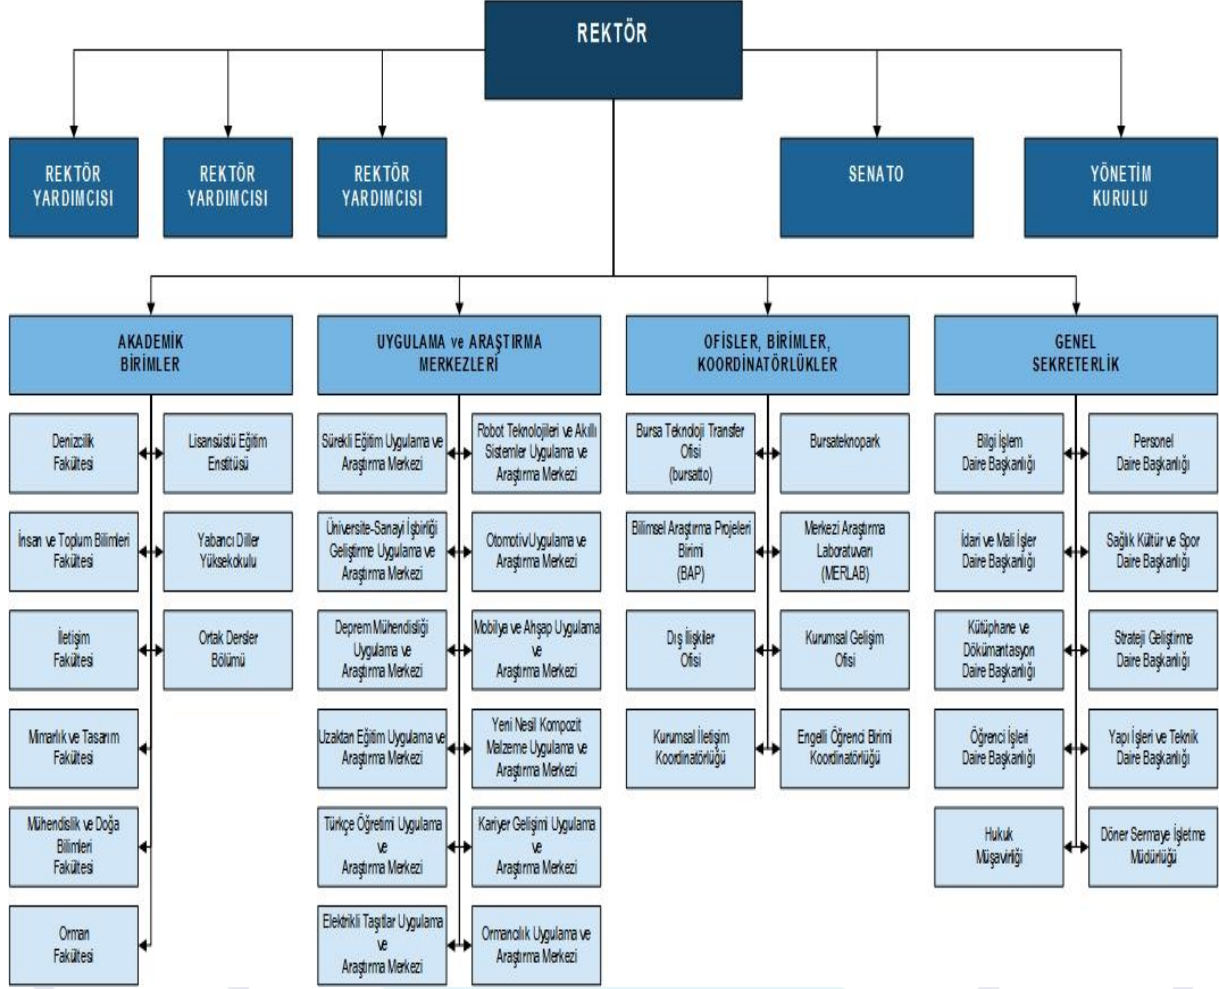 REKTÖR
REKTÖR
YARDIMCISI
REKTÖR
YARDIMCISI
REKTÖR
YARDIMCISI
SENATO
YÖNETİM
KURULU
AKADEMİK
BİRİMLER
Denizcilik
Fakültesi
Lisansüstü Eğitim
Enstitüsü
İnsan ve Toplum Bilimleri
Fakültesi
Yabancı Diller
Yüksekokulu
İletişim
Fakültesi
Ortak Dersler
Bölümü
Mimarlık ve Tasarım
Fakültesi
Mühendislik ve Doğa
Bilimleri
Fakültesi
Orman
Fakültesi
UYGULAMA ve ARAŞTIRMA
MERKEZLERİ
Sürekli Eğitim Uygulama ve
Araştırma Merkezi
Robot Teknolojileri ve Akıllı
Sistemler Uygulama ve
Araştırma Merkezi
Üniversite-Sanayi İşbirliği
Geliştirme Uygulama ve
Araştırma Merkezi
Otomotiv Uygulama ve
Araştırma Merkezi
Deprem Mühendisliği
Uygulama ve
Araştırma Merkezi
Mobilya ve Ahşap Uygulama
ve
Araştırma Merkezi
Uzaktan Eğitim Uygulama ve
Araştırma Merkezi
Yeni Nesil Kompozit
Malzeme Uygulama ve
Araştırma Merkezi
Türkçe Öğretimi Uygulama
ve
Araştırma Merkezi
Kariyer Gelişimi Uygulama
ve
Araştırma Merkezi
Elektrikli Taşıtlar Uygulama
ve
Araştırma Merkezi
Ormancılık Uygulama ve
Araştırma Merkezi
OFİSLER, BİRİMLER,
KOORDİNATÖRLÜKLER
Bursa Teknoloji Transfer
Ofisi
(bursatto)
Bursateknopark
Bilimsel Araştırma Projeleri
Birimi
(BAP)
Merkezi Araştırma
Laboratuvarı
(MERLAB)
Dış İlişkiler
Ofisi
Kurumsal Gelişim
Ofisi
Kurumsal İletişim
Koordinatörlüğü
Engelli Öğrenci Birimi
Koordinatörlüğü
GENEL
SEKRETERLİK
Bilgi İşlem
Daire Başkanlığı
Personel
Daire Başkanlığı
İdari ve Mali İşler
Daire Başkanlığı
Sağlık Kültür ve Spor
Daire Başkanlığı
Kütüphane ve
Dökümantasyon
Daire Başkanlığı
Strateji Geliştirme
Daire Başkanlığı
Öğrenci İşleri
Daire Başkanlığı
Yapı İşleri ve Teknik
Daire Başkanlığı
Hukuk
Müşavirliği
Döner Sermaye İşletme
Müdürlüğü